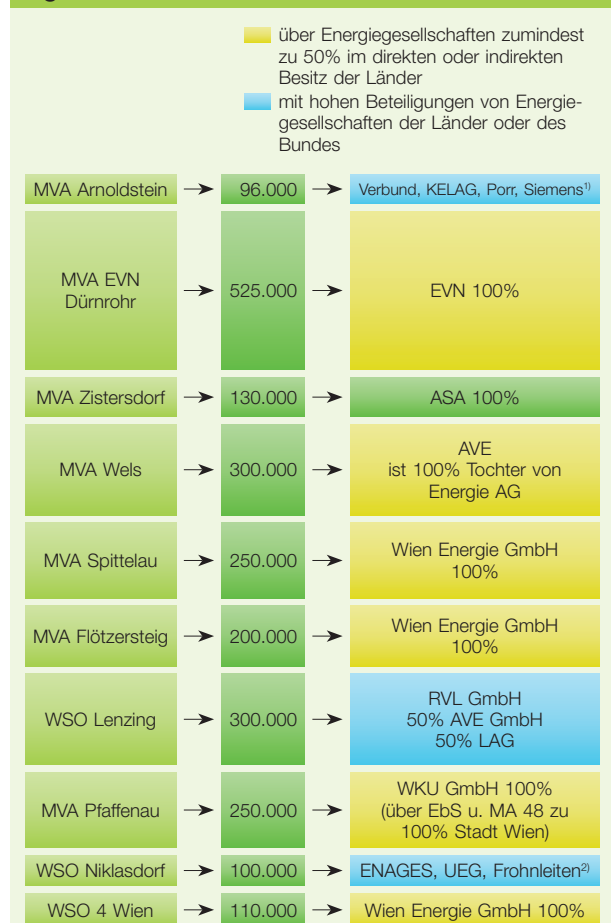 über Energiegesellschaften zumindest
zu 50% im direkten oder indirekten
Besitz der Länder
mit hohen Beteiligungen von Energie-
gesellschaften der Länder oder des
Bundes
MVA Arnoldstein
96.000
Verbund, KELAG, Porr, Siemens1)
MVA EVN
Dürnrohr
525.000
EVN 100%
MVA Zistersdorf
130.000
ASA 100%
MVA Wels
300.000
AVE
ist 100% Tochter von
Energie AG
MVA Spittelau
250.000
Wien Energie GmbH
100%
MVA Flötzersteig
200.000
Wien Energie GmbH
100%
WSO Lenzing
300.000
RVL GmbH
50% AVE GmbH
50% LAG
MVA Pfaffenau
250.000
WKU GmbH 100%
(über EbS u. MA 48 zu
100% Stadt Wien)
WSO Niklasdorf
100.000
ENAGES, UEG, Frohnleiten2)
WSO 4 Wien
110.000
Wien Energie GmbH 100%